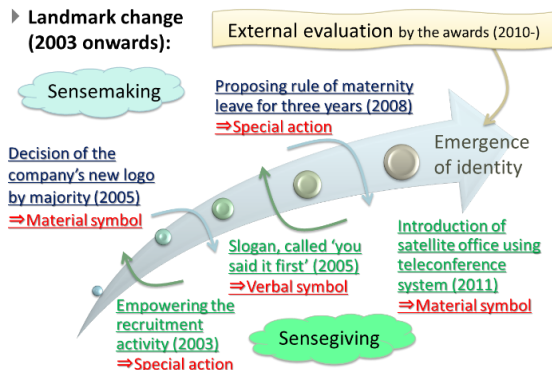 Landmark change
(2003 onwards):
External evaluation by the awards (2010-)
Sensemaking
Proposing rule of maternity
leave for three years (2008)
⇒Special action
Emergence
of identity
Decision of the
company's new logo
by majority (2005)
⇒Material symbol
Slogan, called 'you
said it first' (2005)
⇒Verbal symbol
Introduction of
satellite office using
teleconference
system (2011)
⇒Material symbol
Empowering the
recruitment
activity (2003)
⇒Special action
Sensegiving